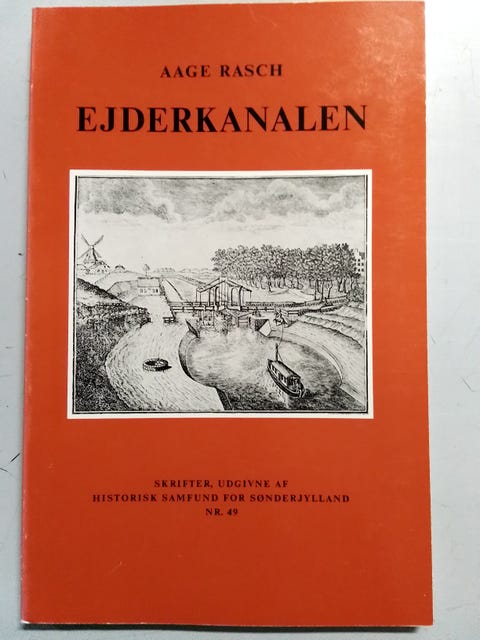 AAGE RASCH
EJDERKANALEN
SKRIFTER, UDGIVNE AF
HISTORISK SAMFUND FOR SØNDERJYLLAND
NR. 49